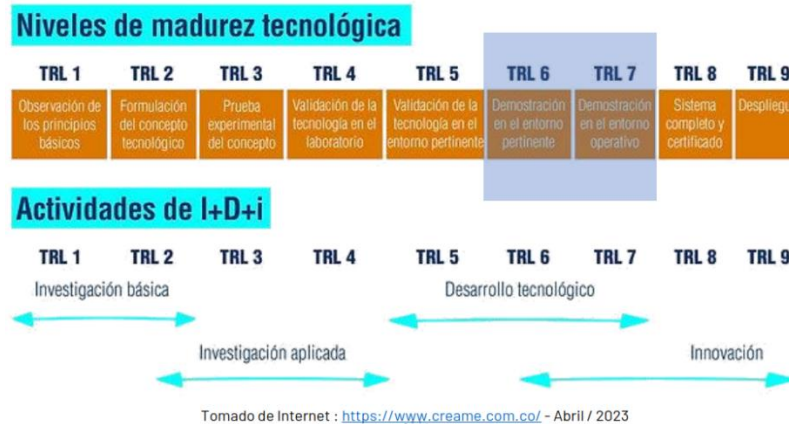 Niveles de madurez tecnológica
TRL 1 TRL 2 TRL 3 TRL 4 TRL 5 TRL 6 TRL 7 TRL 8 TRL 9
Observación de los principios básicos
Formulación del concepto tecnológico
Prueba experimental del concepto
Validación de la tecnología en el laboratorio
Validación de la tecnología en el entorno pertinente
Demostración en el entorno pertinente
Demostración en el entorno operativo
Sistema completo y certificado
Despliegu
Actividades de I+D+i
TRL 1 TRL 2 TRL 3 TRL 4 TRL 5 TRL 6 TRL 7 TRL 8 TRL 9
Investigación básica
Desarrollo tecnológico
Investigación aplicada
Innovación
Tomado de Internet : https://www.creame.com.co/ - Abril / 2023